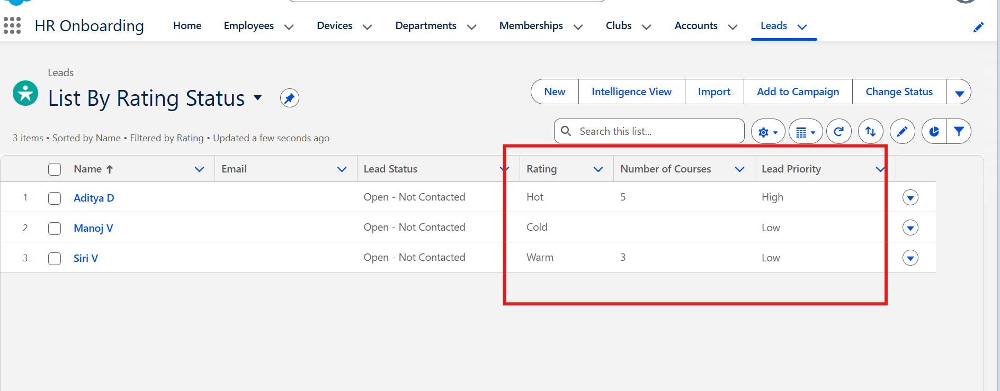 HR Onboarding Home Employees Devices Departments Memberships Clubs Accounts Leads
Leads
List By Rating Status
New Intelligence View Import Add to Campaign Change Status
Search this list...
3 items • Sorted by Name • Filtered by Rating • Updated a few seconds ago
Name Email Lead Status Rating Number of Courses Lead Priority
1 Aditya D Open - Not Contacted Hot 5 High
2 Manoj V Open - Not Contacted Cold Low
3 Siri V Open - Not Contacted Warm 3 Low